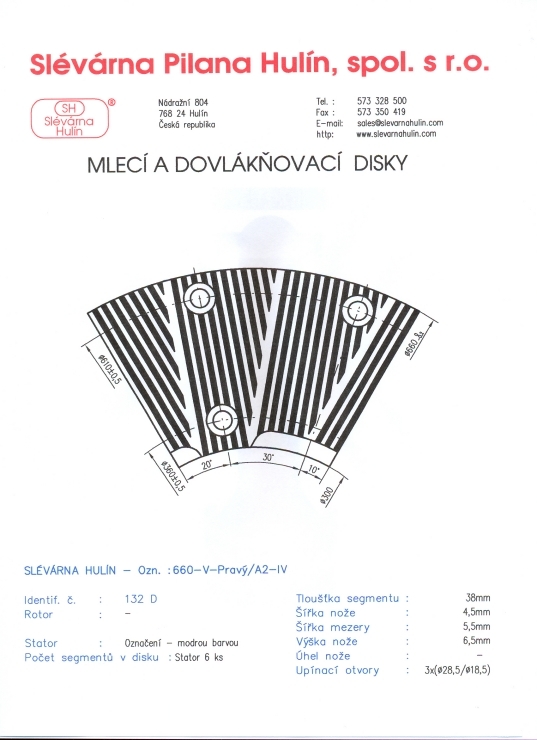 Slévárna Pilana Hulín, spol. s r.o.
SH
®
Slévárna
Hulín
Nádražní 804
768 24 Hulín
Česká republika
Tel. : 573 328 500
Fax : 573 350 419
E-mail: sales@slevarnahulin.com
http: www.slevarnahulin.com
MLECÍ A DOVLÁKŇOVACÍ DISKY
ø610±0,5
ø660
ø360±0,5
20°
30°
10°
ø300
SLÉVÁRNA HULÍN - Ozn. :660-V-Pravý/A2-IV
Identif. č. : 132 D
Rotor : -
Stator : Označení - modrou barvou
Počet segmentů v disku : Stator 6 ks
Tloušťka segmentu : 38mm
Šířka nože : 4,5mm
Šířka mezery : 5,5mm
Výška nože : 6,5mm
Úhel nože : -
Upínací otvory : 3x(ø28,5/ø18,5)